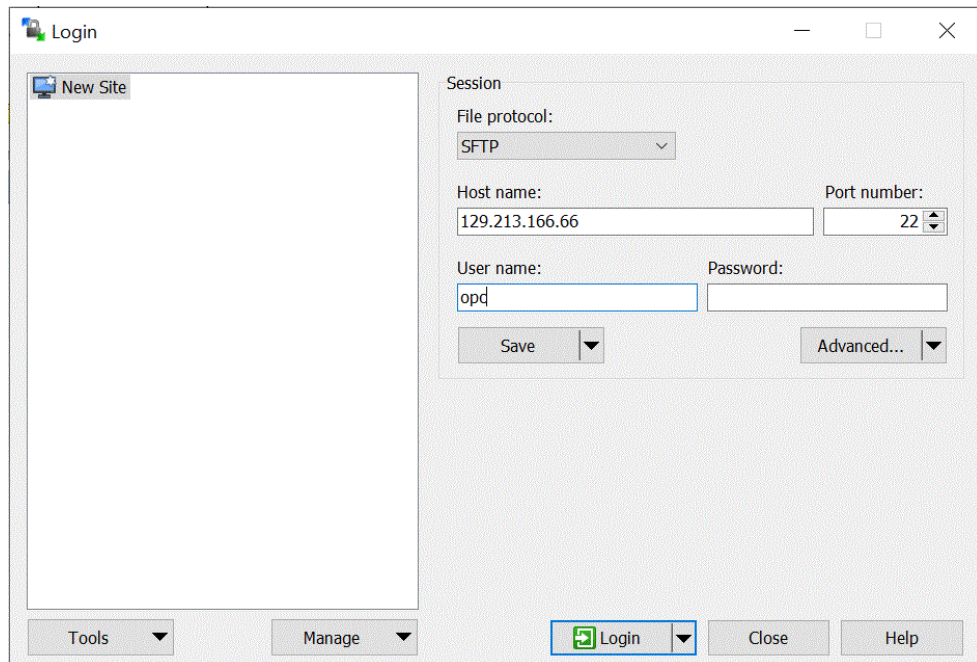 Login
New Site
Session
File protocol:
SFTP
Host name: Port number:
129.213.166.66 22
User name: Password:
opc
Save Advanced...
Tools Manage Login Close Help